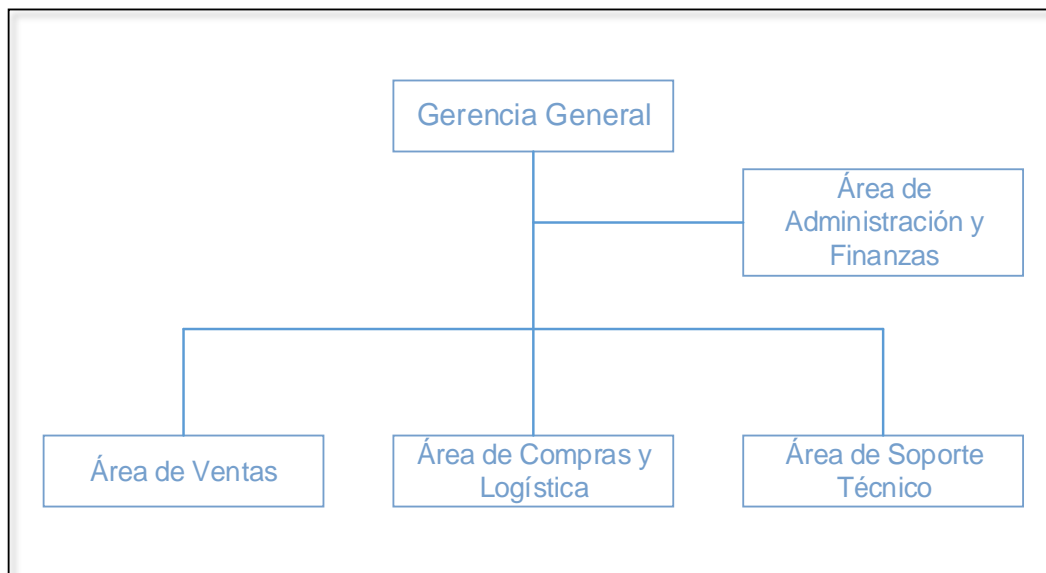 Gerencia General
Área de
Administración y
Finanzas
Área de Ventas
Área de Compras y
Logística
Área de Soporte
Técnico